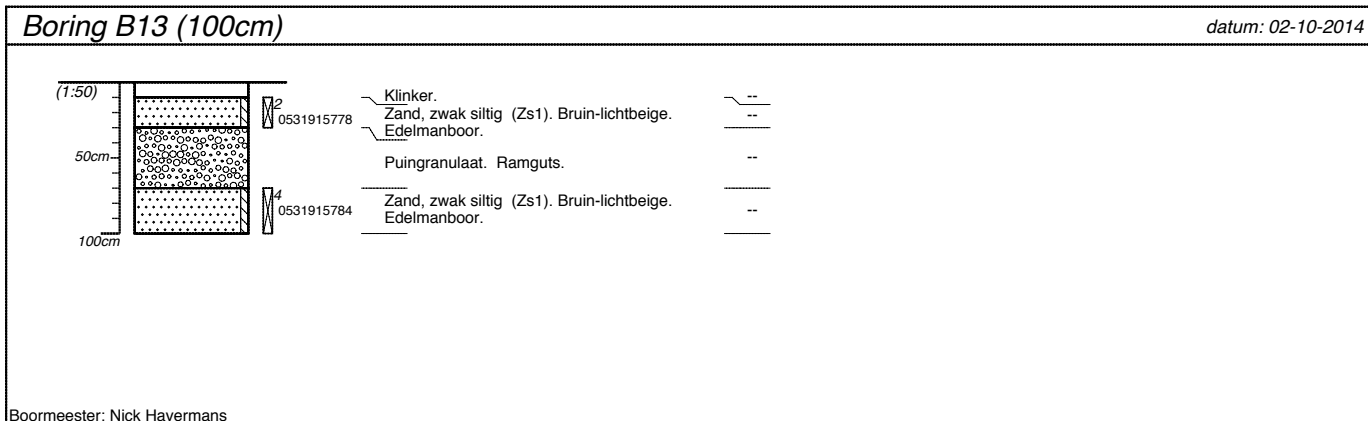 Boring B13 (100cm)
datum: 02-10-2014
(1:50)
2
0531915778
Klinker.
--
Zand, zwak siltig (Zs1). Bruin-lichtbeige.
--
Edelmanboor.
50cm
Puingranulaat. Ramguts.
--
4
0531915784
Zand, zwak siltig (Zs1). Bruin-lichtbeige.
Edelmanboor.
--
100cm
Boormeester: Nick Havermans